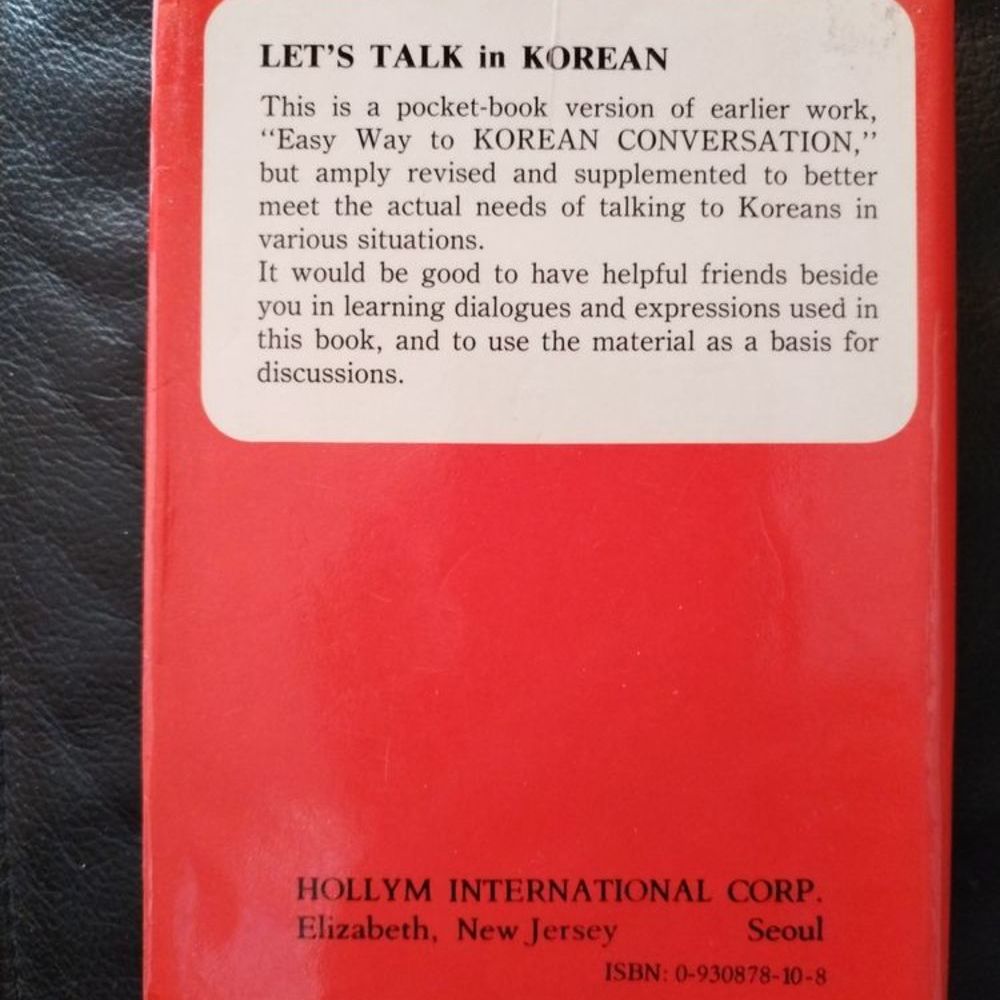 LET'S TALK in KOREAN
This is a pocket-book version of earlier work,
“Easy Way to KOREAN CONVERSATION,”
but amply revised and supplemented to better
meet the actual needs of talking to Koreans in
various situations.
It would be good to have helpful friends beside
you in learning dialogues and expressions used in
this book, and to use the material as a basis for
discussions.
HOLLYM INTERNATIONAL CORP.
Elizabeth, New Jersey Seoul
ISBN: 0-930878-10-8